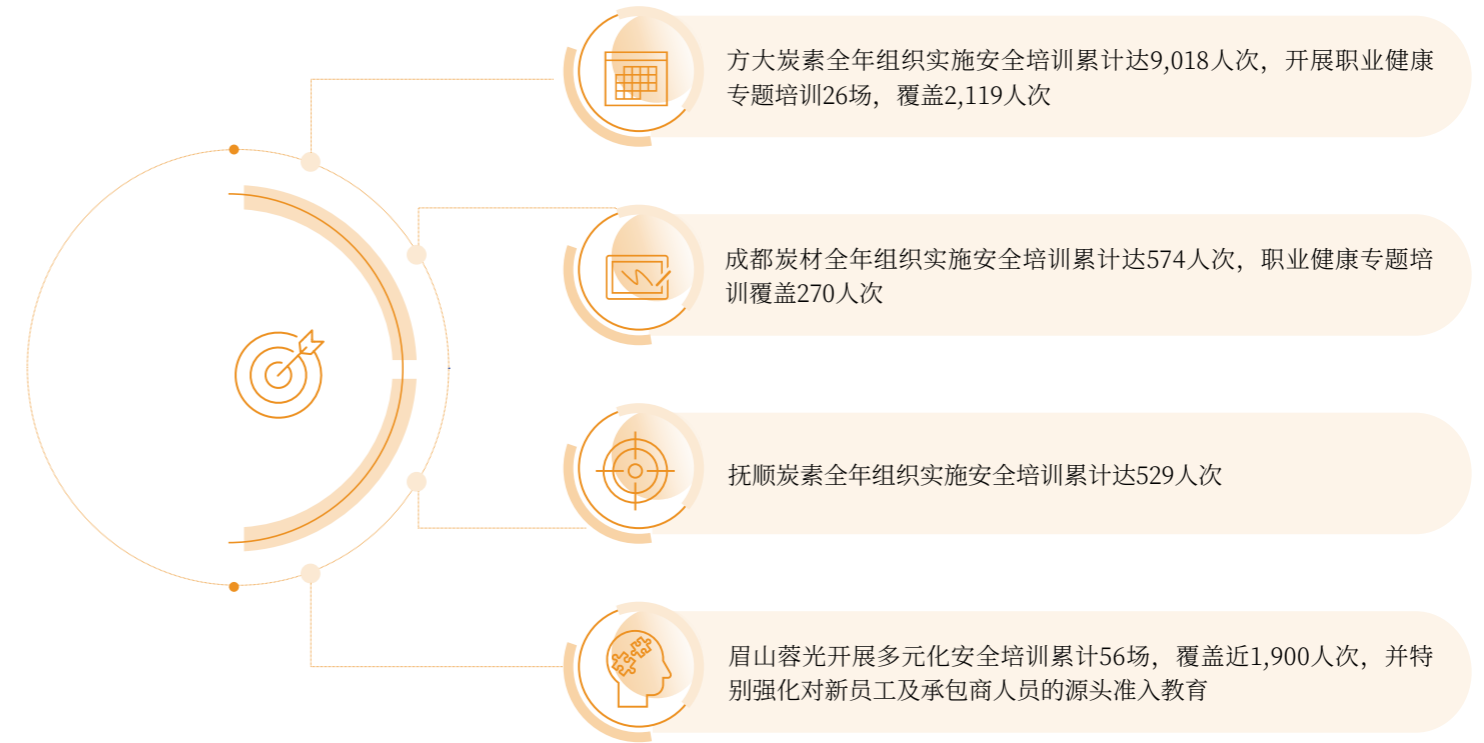 方大炭素全年组织实施安全培训累计达9,018人次，开展职业健康
专题培训26场，覆盖2,119人次
成都炭材全年组织实施安全培训累计达574人次，职业健康专题培
训覆盖270人次
抚顺炭素全年组织实施安全培训累计达529人次
眉山蓉光开展多元化安全培训累计56场，覆盖近1,900人次，并特
别强化对新员工及承包商人员的源头准入教育